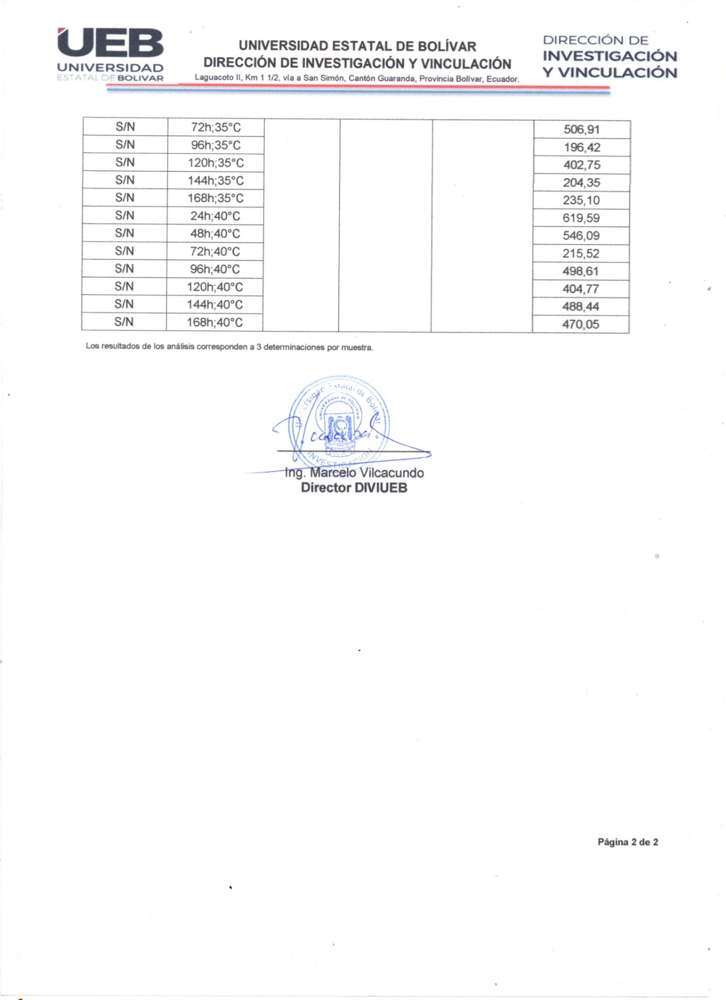 UEB
UNIVERSIDAD
ESTATAL DE BOLIVAR
UNIVERSIDAD ESTATAL DE BOLÍVAR
DIRECCIÓN DE INVESTIGACIÓN Y VINCULACIÓN
Laguacoto II, Km 1 1/2, vía a San Simón, Cantón Guaranda, Provincia Bolívar, Ecuador.
DIRECCIÓN DE
INVESTIGACIÓN
Y VINCULACIÓN
S/N 72h;35°C 506,91
S/N 96h;35°C 196,42
S/N 120h;35°C 402,75
S/N 144h;35°C 204,35
S/N 168h;35°C 235,10
S/N 24h;40°C 619,59
S/N 48h;40°C 546,09
S/N 72h;40°C 215,52
S/N 96h;40°C 498,61
S/N 120h;40°C 404,77
S/N 144h;40°C 488,44
S/N 168h;40°C 470,05
Los resultados de los análisis corresponden a 3 determinaciones por muestra.
Universidad Estatal de Bolívar
INVESTIGACIÓN
Ing. Marcelo Vilcacundo
Director DIVIUEB
Página 2 de 2